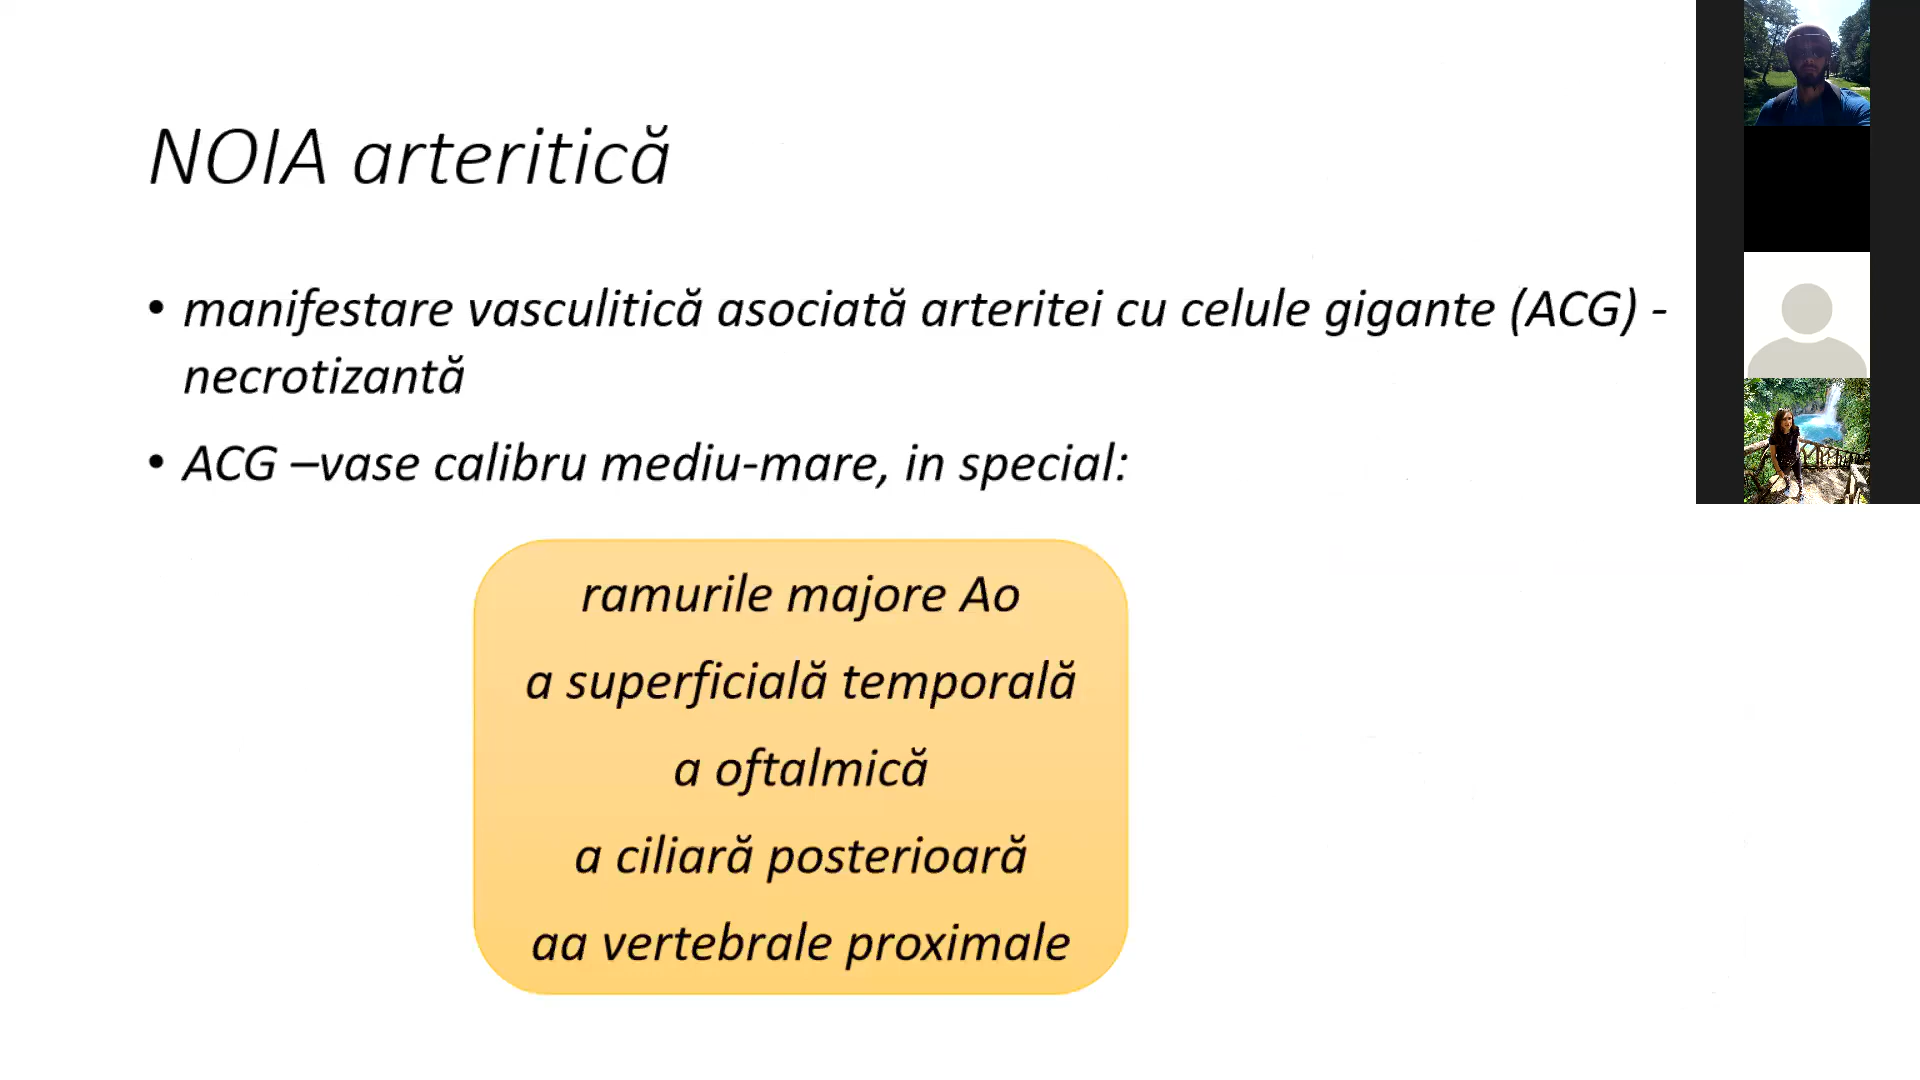 NOIA arteritică
• manifestare vasculitică asociată arteritei cu celule gigante (ACG) -
necrotizantă
• ACG –vase calibru mediu-mare, in special:
ramurile majore Ao
a superficială temporală
a oftalmică
a ciliară posterioară
aa vertebrale proximale